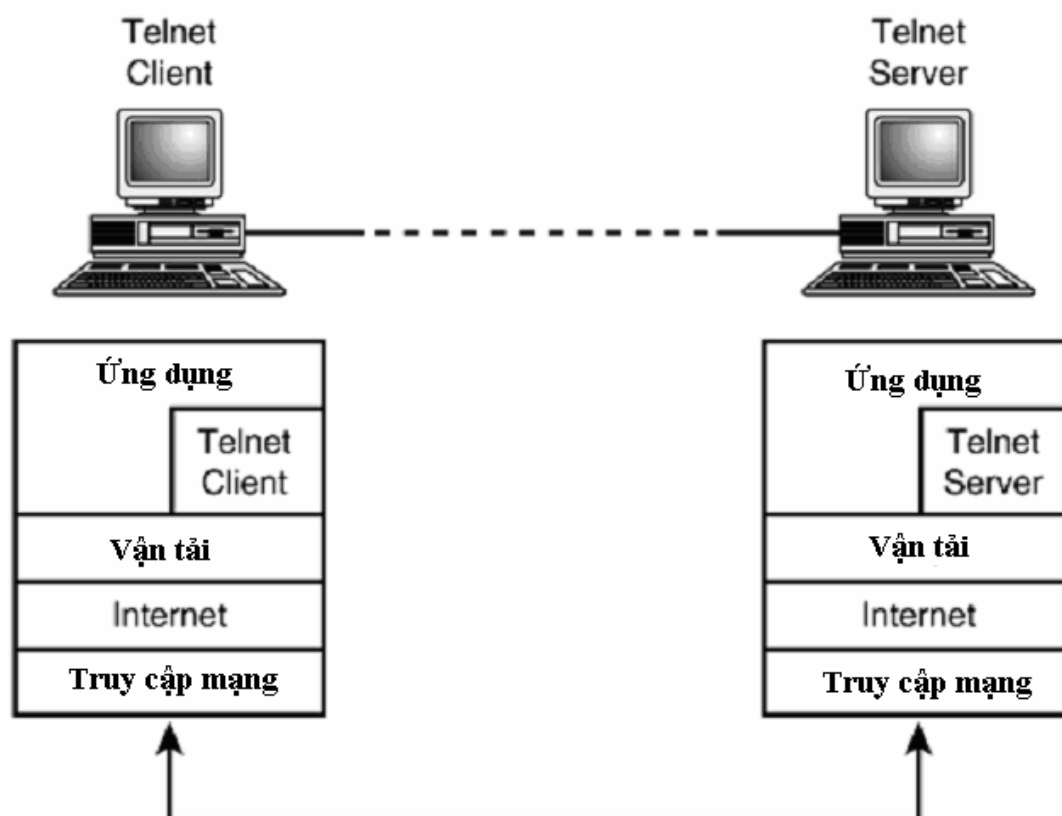 Telnet
Client
Telnet
Server
Ứng dụng
Telnet
Client
Vận tải
Internet
Truy cập mạng
Ứng dụng
Telnet
Server
Vận tải
Internet
Truy cập mạng